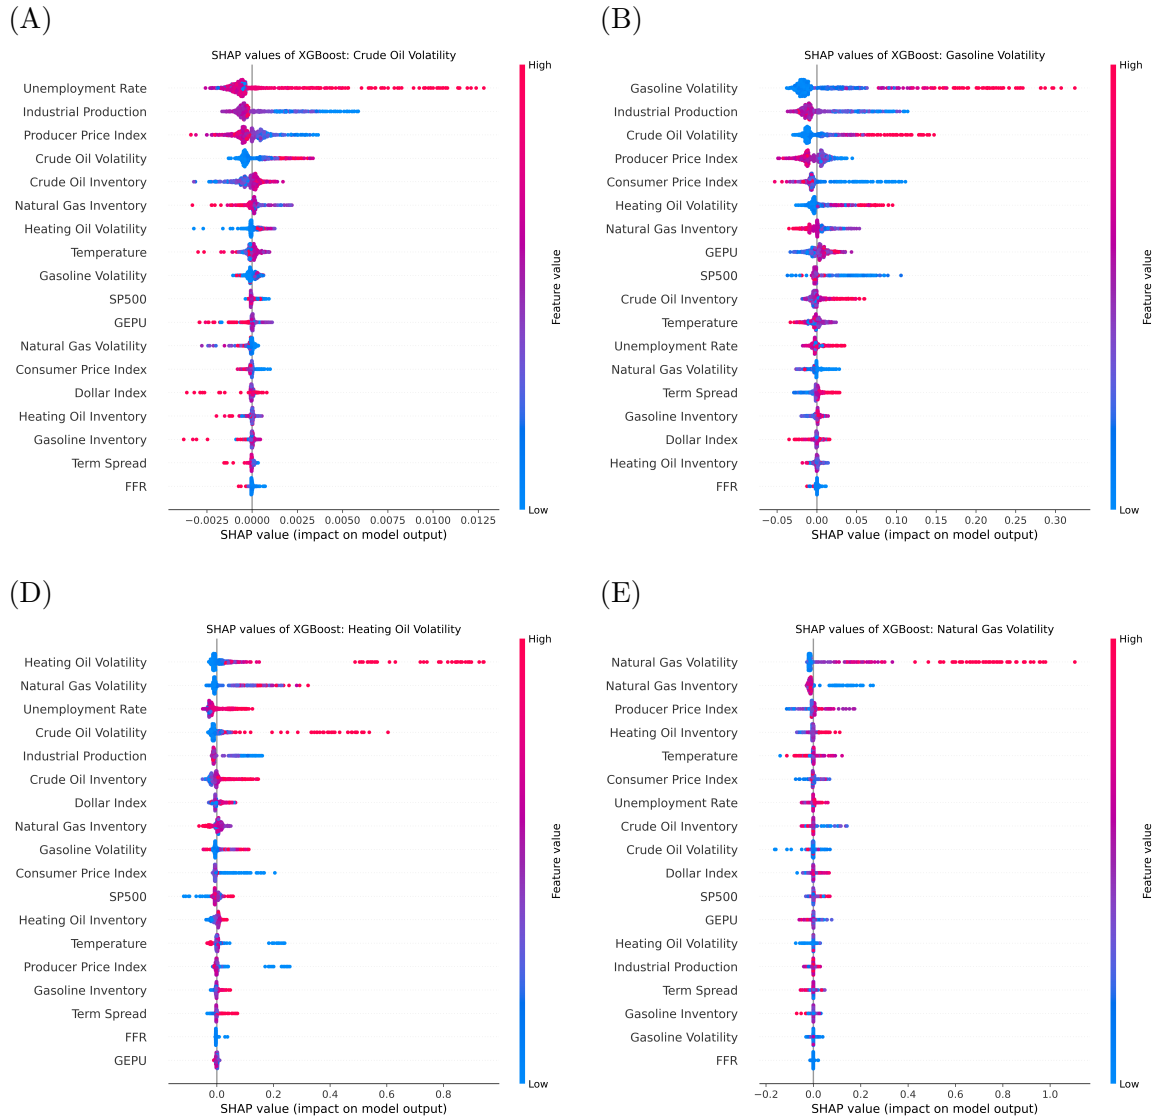 (A)
SHAP values of XGBoost: Crude Oil Volatility
High
Unemployment Rate
Industrial Production
Producer Price Index
Crude Oil Volatility
Crude Oil Inventory
Natural Gas Inventory
Heating Oil Volatility
Temperature
Gasoline Volatility
SP500
GEPU
Natural Gas Volatility
Consumer Price Index
Dollar Index
Heating Oil Inventory
Gasoline Inventory
Term Spread
FFR
Feature value
Low
−0.0025 0.0000 0.0025 0.0050 0.0075 0.0100 0.0125
SHAP value (impact on model output)
(B)
SHAP values of XGBoost: Gasoline Volatility
High
Gasoline Volatility
Industrial Production
Crude Oil Volatility
Producer Price Index
Consumer Price Index
Heating Oil Volatility
Natural Gas Inventory
GEPU
SP500
Crude Oil Inventory
Temperature
Unemployment Rate
Natural Gas Volatility
Term Spread
Gasoline Inventory
Dollar Index
Heating Oil Inventory
FFR
Feature value
Low
−0.05 0.00 0.05 0.10 0.15 0.20 0.25 0.30
SHAP value (impact on model output)
(D)
SHAP values of XGBoost: Heating Oil Volatility
High
Heating Oil Volatility
Natural Gas Volatility
Unemployment Rate
Crude Oil Volatility
Industrial Production
Crude Oil Inventory
Dollar Index
Natural Gas Inventory
Gasoline Volatility
Consumer Price Index
SP500
Heating Oil Inventory
Temperature
Producer Price Index
Gasoline Inventory
Term Spread
FFR
GEPU
Feature value
Low
0.0 0.2 0.4 0.6 0.8
SHAP value (impact on model output)
(E)
SHAP values of XGBoost: Natural Gas Volatility
High
Natural Gas Volatility
Natural Gas Inventory
Producer Price Index
Heating Oil Inventory
Temperature
Consumer Price Index
Unemployment Rate
Crude Oil Inventory
Crude Oil Volatility
Dollar Index
SP500
GEPU
Heating Oil Volatility
Industrial Production
Term Spread
Gasoline Inventory
Gasoline Volatility
FFR
Feature value
Low
−0.2 0.0 0.2 0.4 0.6 0.8 1.0
SHAP value (impact on model output)